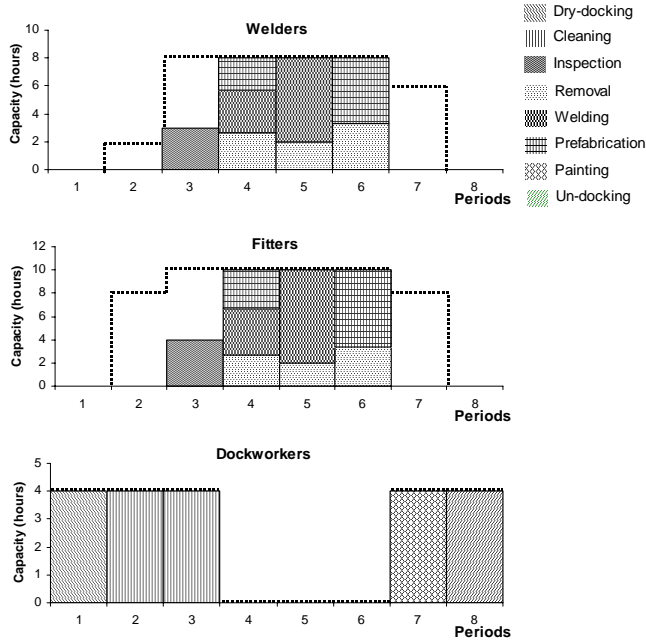 Welders
Capacity (hours)
10
8
6
4
2
0
1 2 3 4 5 6 7 8
Periods
Dry-docking
Cleaning
Inspection
Removal
Welding
Prefabrication
Painting
Un-docking
Fitters
Capacity (hours)
12
10
8
6
4
2
0
1 2 3 4 5 6 7 8
Periods
Dockworkers
Capacity (hours)
5
4
3
2
1
0
1 2 3 4 5 6 7 8
Periods